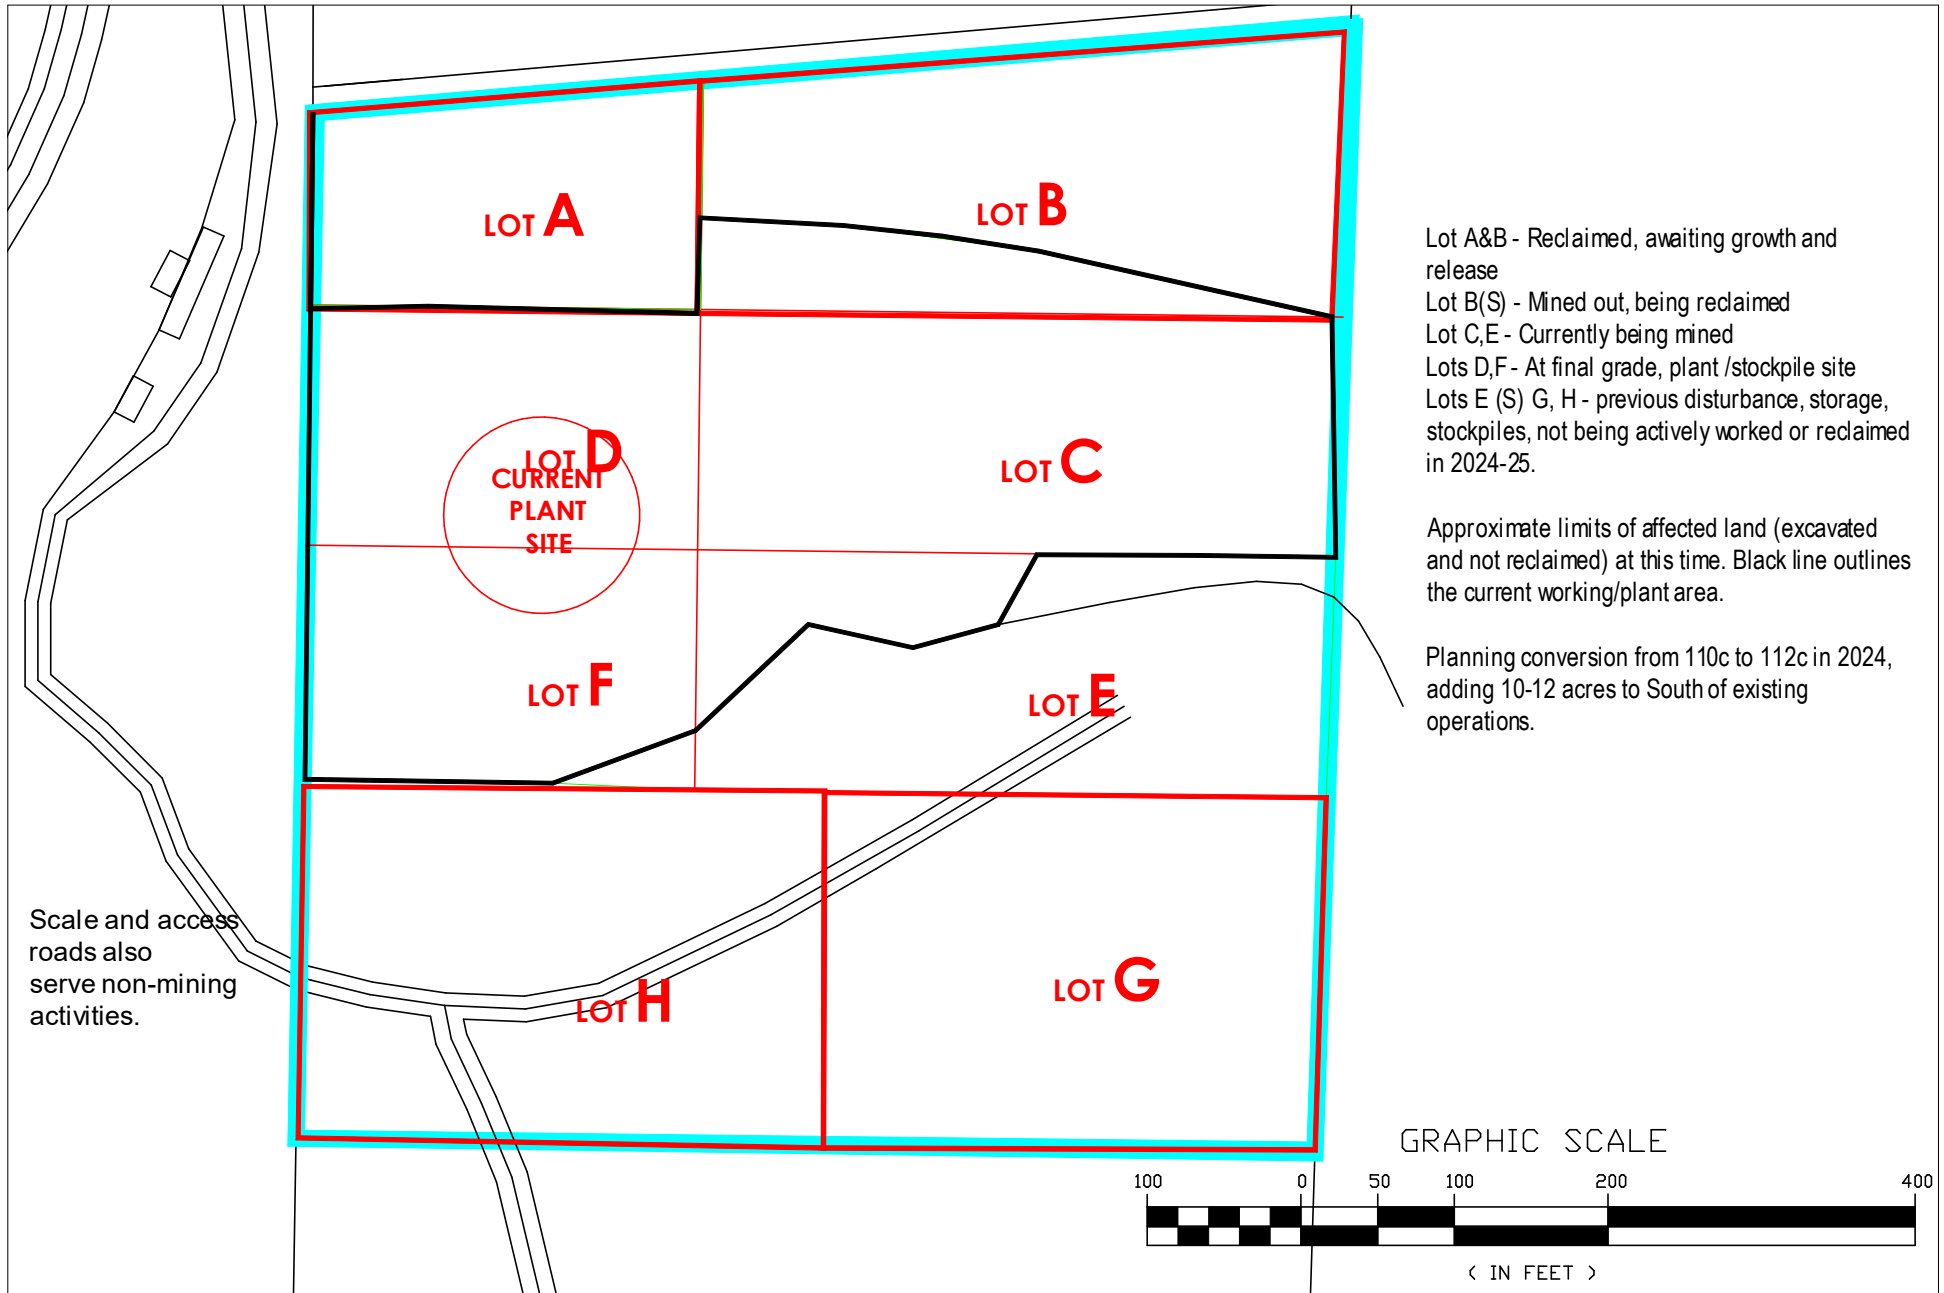 LOT A
LOT B
Lot A&B - Reclaimed, awaiting growth and
release
Lot B(S) - Mined out, being reclaimed
Lot C,E - Currently being mined
Lots D,F - At final grade, plant /stockpile site
Lots E (S) G, H - previous disturbance, storage,
stockpiles, not being actively worked or reclaimed
in 2024-25.
Approximate limits of affected land (excavated
and not reclaimed) at this time. Black line outlines
the current working/plant area.
Planning conversion from 110c to 112c in 2024,
adding 10-12 acres to South of existing
operations.
LOT D
CURRENT
PLANT
SITE
LOT C
LOT F
LOT E
Scale and access
roads also
serve non-mining
activities.
LOT H
LOT G
GRAPHIC SCALE
100 0 50 100 200 400
( IN FEET )